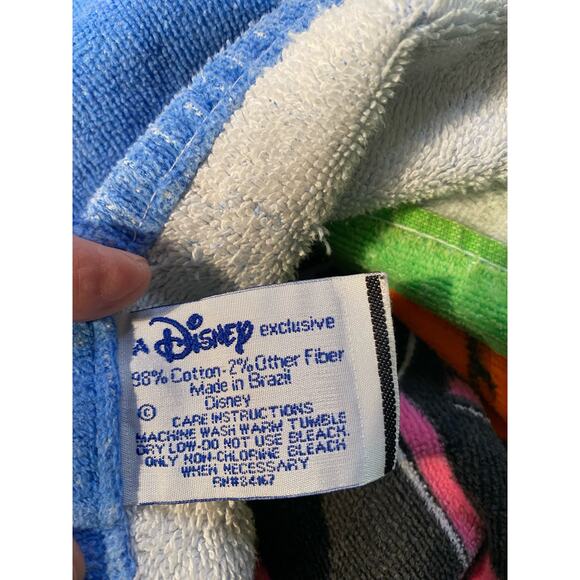 A Disney exclusive
98% Cotton-2% Other Fiber
Made in Brazil
Disney
©
CARE INSTRUCTIONS
MACHINE WASH WARM TUMBLE
DRY LOW-DO NOT USE BLEACH
ONLY NON-CHLORINE BLEACH
WHEN NECESSARY
RN#84167